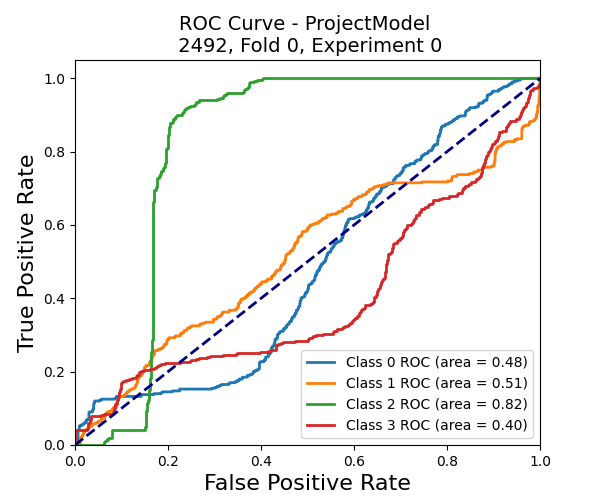 ROC Curve - ProjectModel
2492, Fold 0, Experiment 0
True Positive Rate
1.0
0.8
0.6
0.4
0.2
0.0
0.0 0.2 0.4 0.6 0.8 1.0
False Positive Rate
Class 0 ROC (area = 0.48)
Class 1 ROC (area = 0.51)
Class 2 ROC (area = 0.82)
Class 3 ROC (area = 0.40)